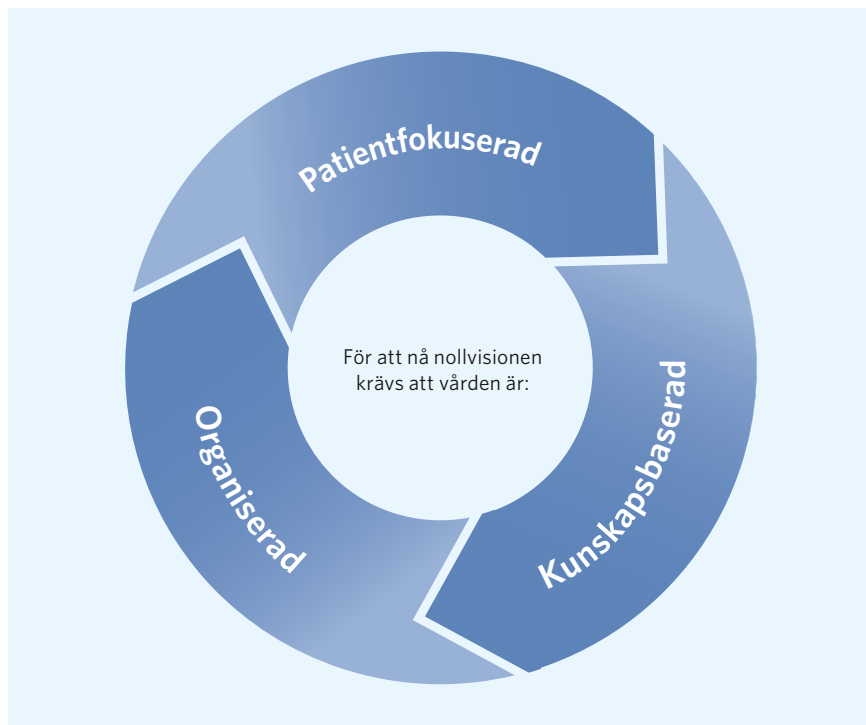 Patientfokuserad
För att nå nollvisionen
krävs att vården är:
Kunskapsbaserad
Organiserad